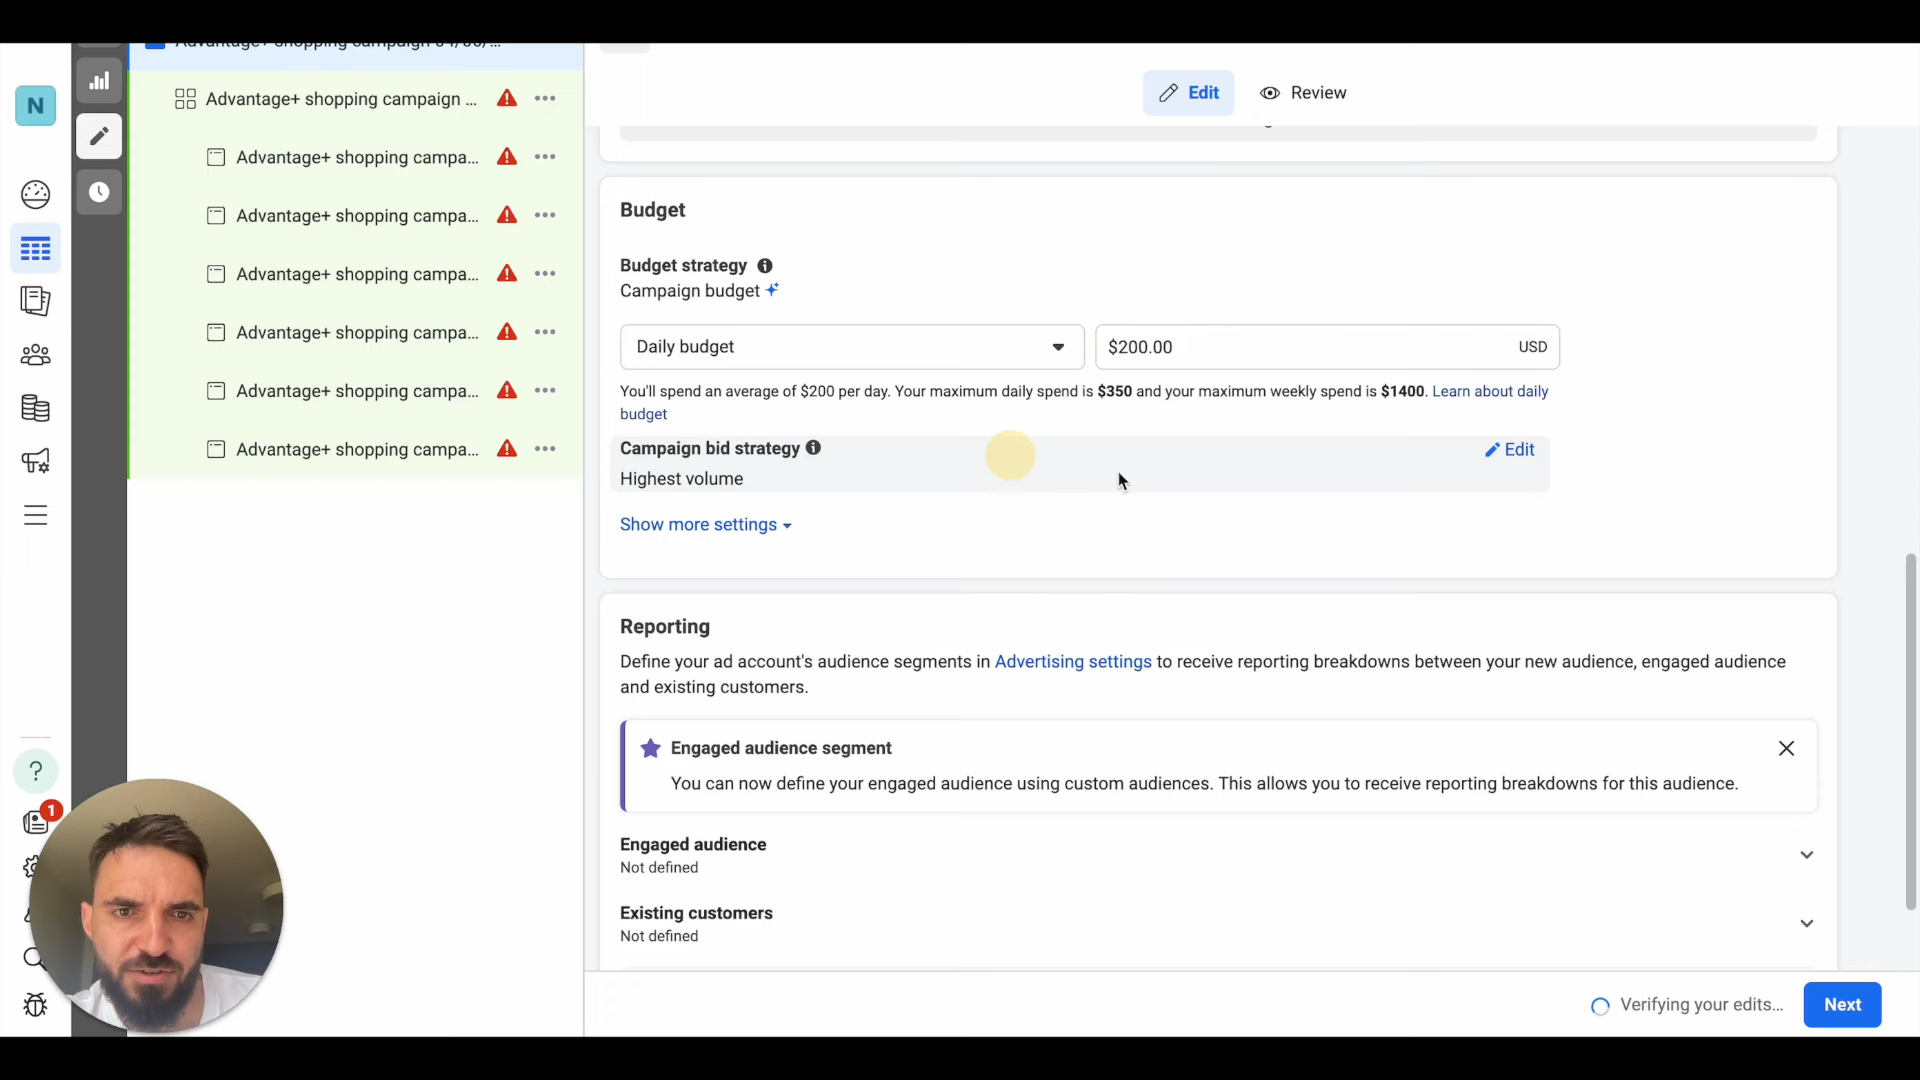 Advantage+ shopping campaign 04/06/...
N
Advantage+ shopping campaign ...
Advantage+ shopping campa...
Advantage+ shopping campa...
Advantage+ shopping campa...
Advantage+ shopping campa...
Advantage+ shopping campa...
Advantage+ shopping campa...
?
1
Edit
Review
Budget
Budget strategy
Campaign budget
Daily budget
$200.00 USD
You'll spend an average of $200 per day. Your maximum daily spend is $350 and your maximum weekly spend is $1400. Learn about daily
budget
Campaign bid strategy
Edit
Highest volume
Show more settings
Reporting
Define your ad account's audience segments in Advertising settings to receive reporting breakdowns between your new audience, engaged audience
and existing customers.
Engaged audience segment
You can now define your engaged audience using custom audiences. This allows you to receive reporting breakdowns for this audience.
Engaged audience
Not defined
Existing customers
Not defined
Verifying your edits...
Next